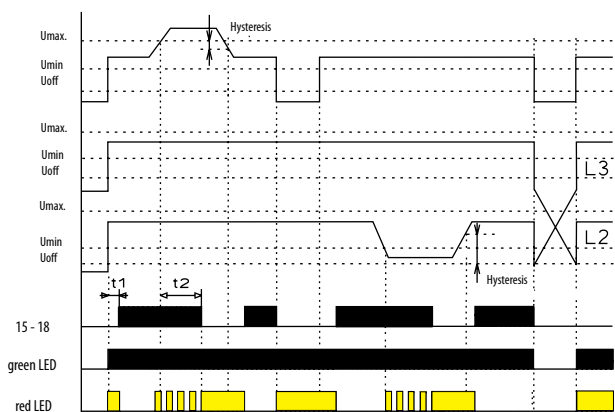 Umax.
Hysteresis
Umin
Uoff
Umax.
Umin
Uoff
L3
Umax.
L2
Umin
Uoff
Hysteresis
t1
t2
15 - 18
green LED
red LED